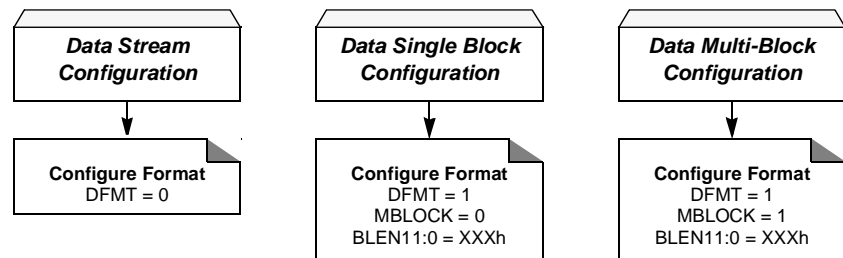 Data Stream
Configuration
Configure Format
DFMT = 0
Data Single Block
Configuration
Configure Format
DFMT = 1
MBLOCK = 0
BLEN11:0 = XXXh
Data Multi-Block
Configuration
Configure Format
DFMT = 1
MBLOCK = 1
BLEN11:0 = XXXh